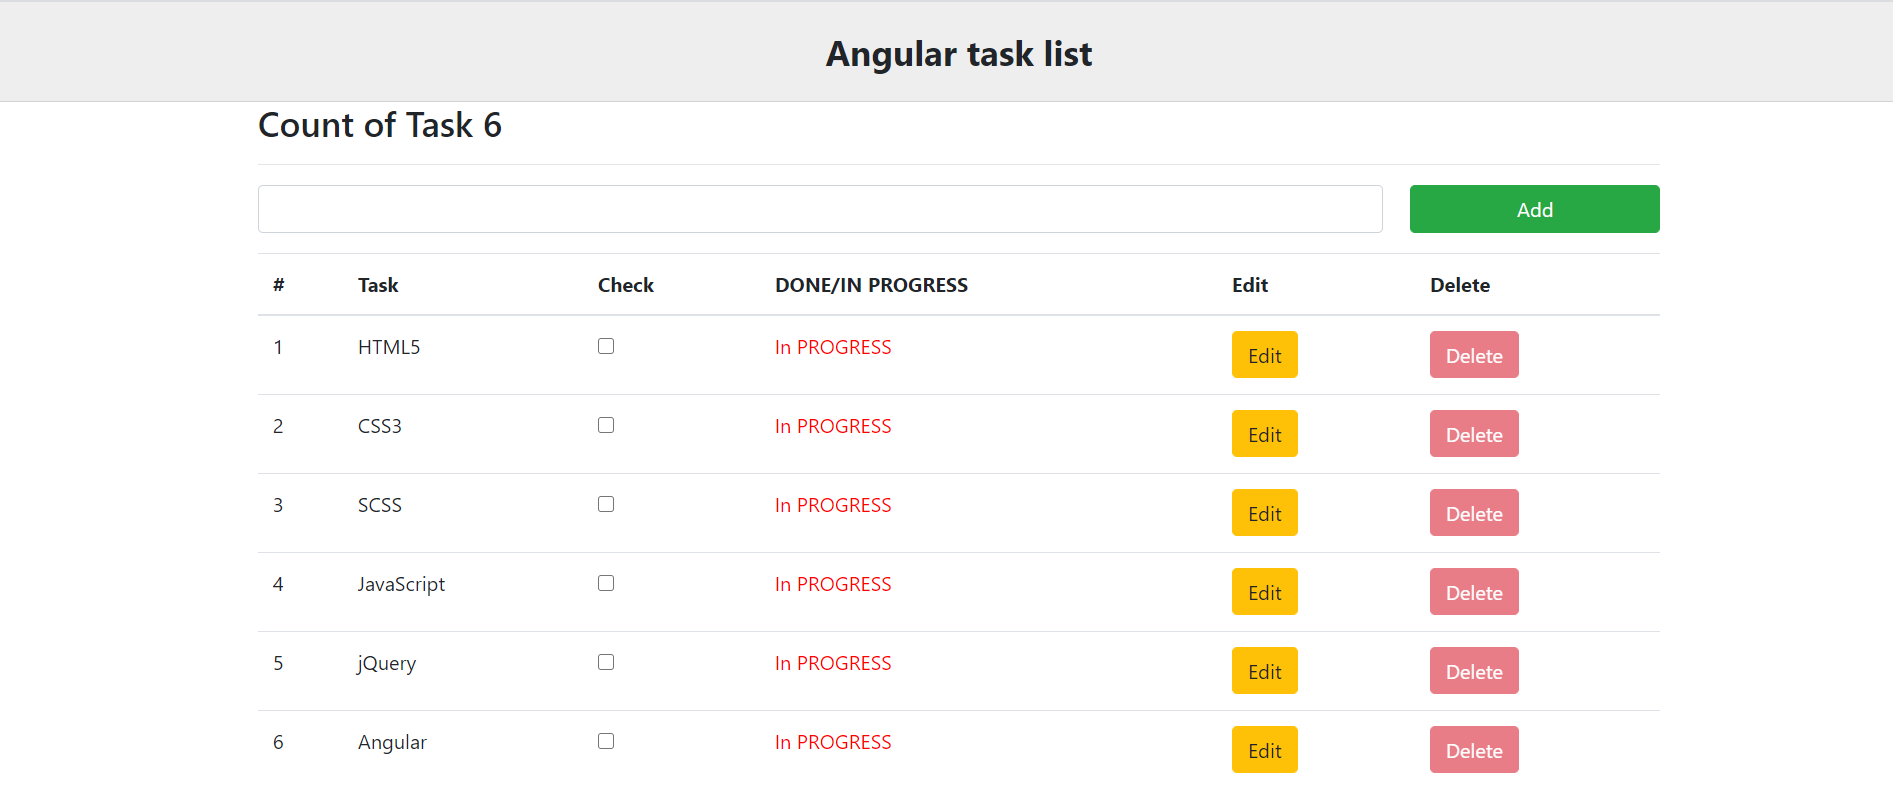 Angular task list
Count of Task 6
Add
# Task Check DONE/IN PROGRESS Edit Delete
1 HTML5 In PROGRESS Edit Delete
2 CSS3 In PROGRESS Edit Delete
3 SCSS In PROGRESS Edit Delete
4 JavaScript In PROGRESS Edit Delete
5 jQuery In PROGRESS Edit Delete
6 Angular In PROGRESS Edit Delete